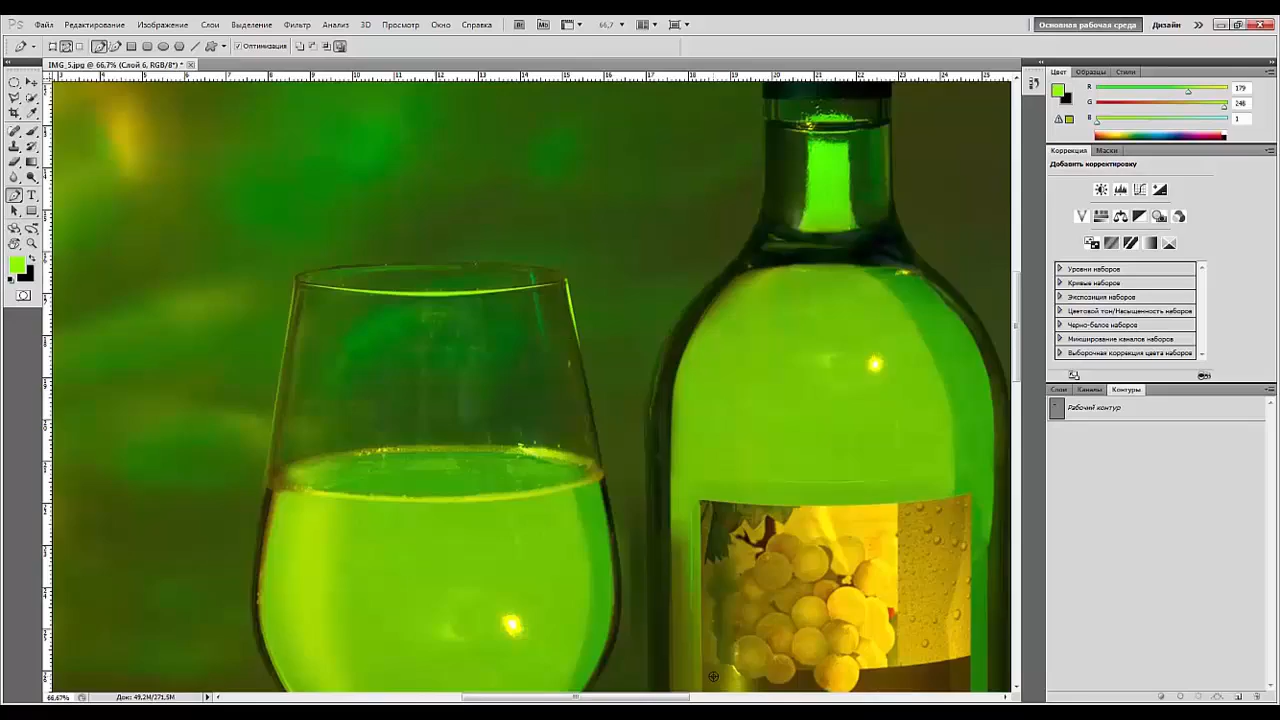 Ps Файл Редактирование Изображение Слои Выделение Фильтр Анализ 3D Просмотр Окно Справка Br Mb 66,7 Основная рабочая среда Дизайн
Оптимизация
IMG_5.jpg @ 66,7% (Слой 6, RGB/8*) *
Цвет Образцы Стили
R 179
G 246
B 1
Коррекция Маски
Добавить корректировку
Уровни наборов
Кривые наборов
Экспозиция наборов
Цветовой тон/Насыщенность наборов
Черно-белое наборов
Микширование каналов наборов
Выборочная коррекция цвета наборов
Слои Каналы Контуры
Рабочий контур
66,67% Док: 49,2M/271,5M